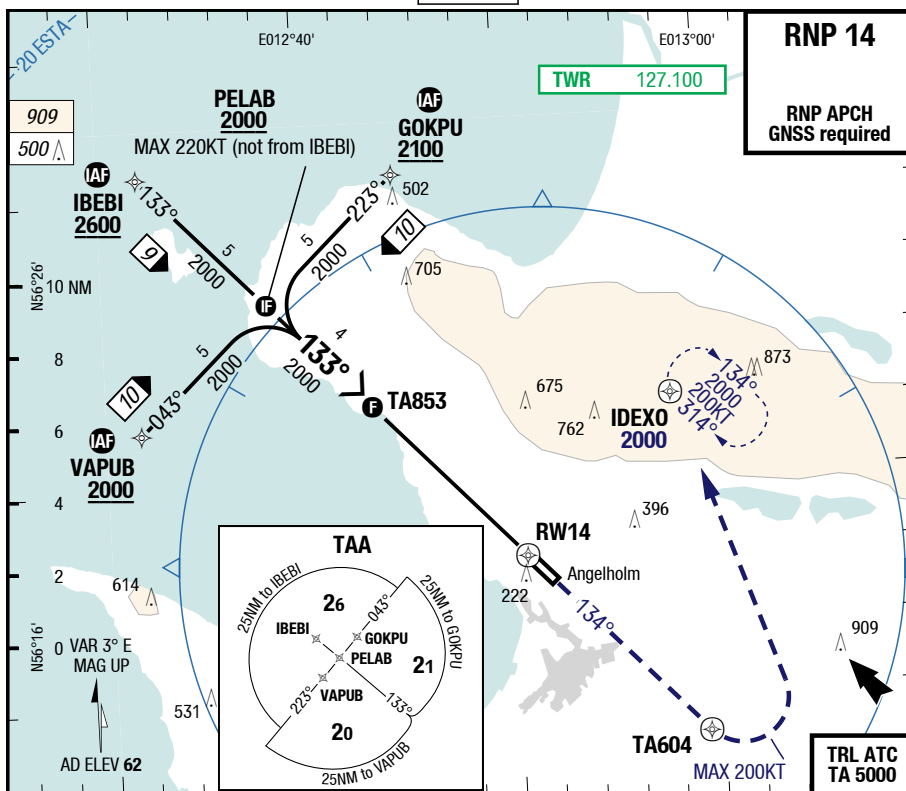 20 ESTA
E012°40'
E013°00'
RNP 14
RNP APCH
GNSS required
TWR 127.100
909
500
PELAB
2000
MAX 220KT (not from IBEBI)
IAF
GOKPU
2100
IAF
IBEBI
2600
133°
5
2000
9
223°
5
2000
10
502
705
N56°26'
10 NM
8
6
4
2
0
IF
4
133°
2000
043°
5
2000
10
IAF
VAPUB
2000
F
TA853
675
762
873
IDEXO
2000
134°
2000
200KT
314°
396
RW14
Angelholm
222
134°
614
909
N56°16'
VAR 3° E
MAG UP
531
AD ELEV 62
TAA
25NM to IBEBI
25NM to GOKPU
25NM to VAPUB
26
21
20
043°
IBEBI
GOKPU
PELAB
VAPUB
223°
133°
TA604
MAX 200KT
TRL ATC
TA 5000